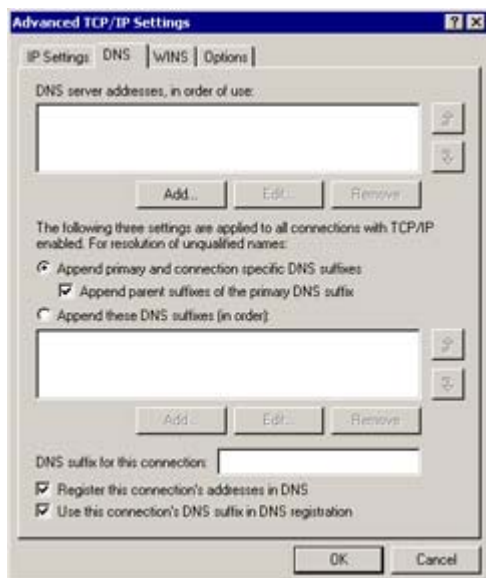 Advanced TCP/IP Settings
IP Settings DNS WINS Options
DNS server addresses, in order of use:
Add... Edit... Remove
The following three settings are applied to all connections with TCP/IP
enabled. For resolution of unqualified names:
Append primary and connection specific DNS suffixes
Append parent suffixes of the primary DNS suffix
Append these DNS suffixes (in order):
Add... Edit... Remove
DNS suffix for this connection:
Register this connection's addresses in DNS
Use this connection's DNS suffix in DNS registration
OK Cancel